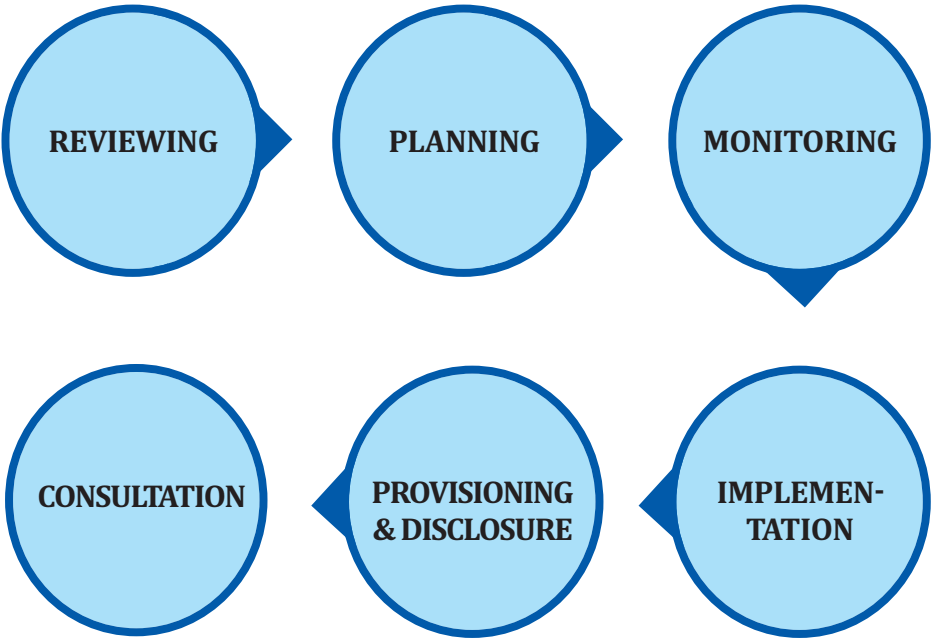 REVIEWING
PLANNING
MONITORING
CONSULTATION
PROVISIONING
& DISCLOSURE
IMPLEMEN-
TATION